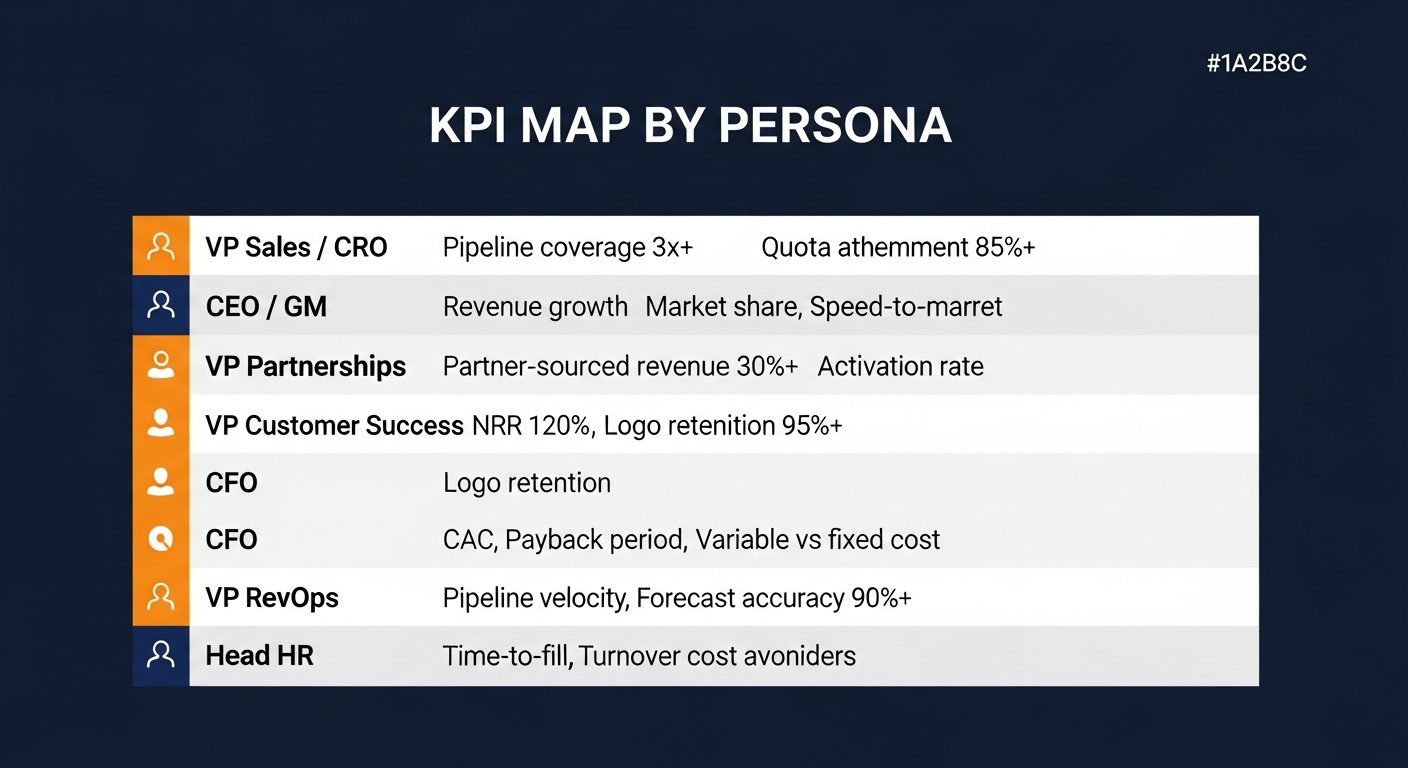 #1A2B8C
KPI MAP BY PERSONA
VP Sales / CRO Pipeline coverage 3x+ Quota athemment 85%+
CEO / GM Revenue growth Market share, Speed-to-marret
VP Partnerships Partner-sourced revenue 30%+ Activation rate
VP Customer Success NRR 120%, Logo retenition 95%+
CFO Logo retention
CFO CAC, Payback period, Variable vs fixed cost
VP RevOps Pipeline velocity, Forecast accuracy 90%+
Head HR Time-to-fill, Turnover cost avoniders